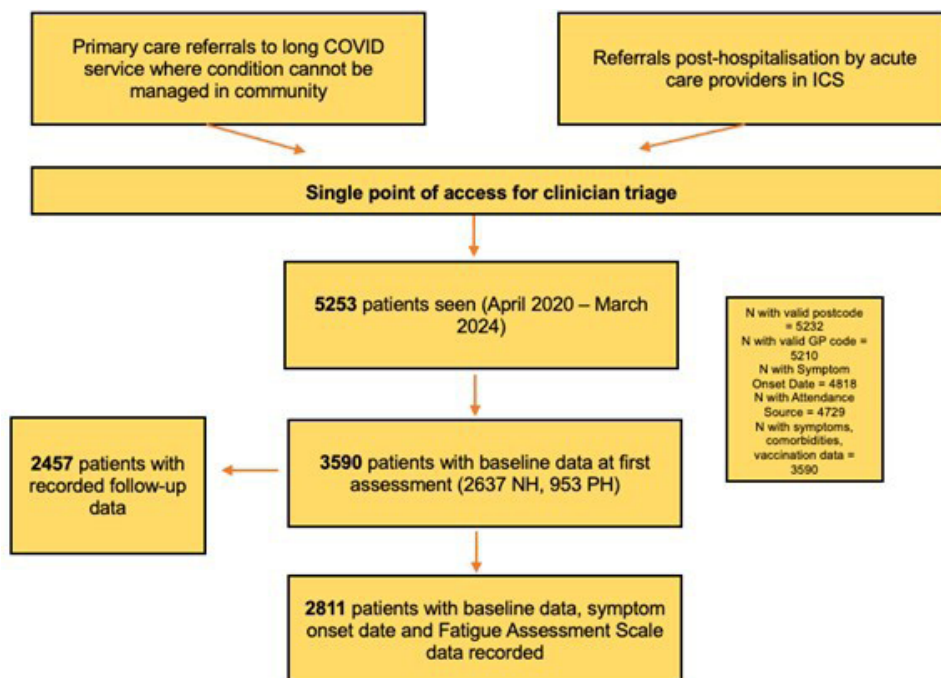 Primary care referrals to long COVID
service where condition cannot be
managed in community
Referrals post-hospitalisation by acute
care providers in ICS
Single point of access for clinician triage
5253 patients seen (April 2020 – March
2024)
N with valid postcode
= 5232
N with valid GP code =
5210
N with Symptom
Onset Date = 4818
N with Attendance
Source = 4729
N with symptoms,
comorbidities,
vaccination data =
3590
2457 patients with
recorded follow-up
data
3590 patients with baseline data at first
assessment (2637 NH, 953 PH)
2811 patients with baseline data, symptom
onset date and Fatigue Assessment Scale
data recorded